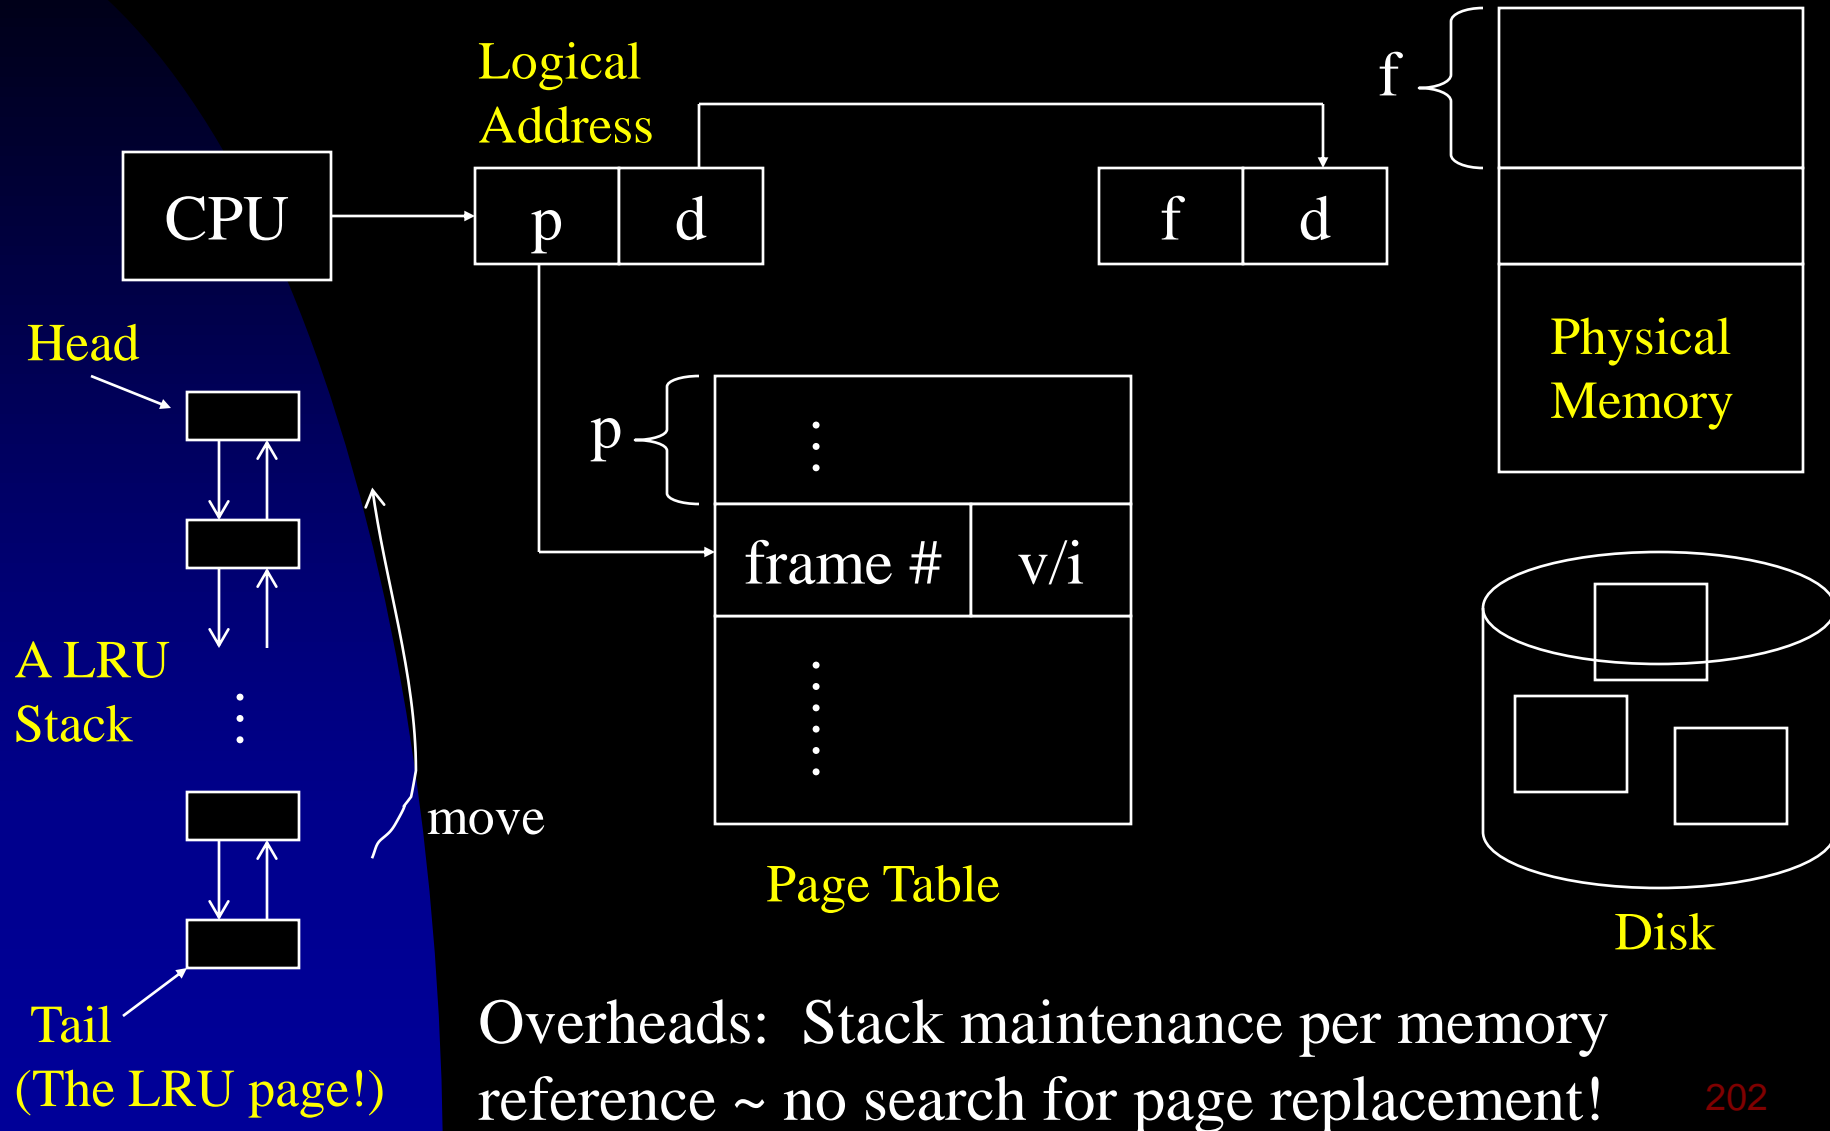 Logical
Address
f
CPU
p
d
f
d
Head
Physical
Memory
p
frame #
v/i
A LRU
Stack
move
Page Table
Disk
Tail
(The LRU page!)
Overheads: Stack maintenance per memory
reference ~ no search for page replacement!
202